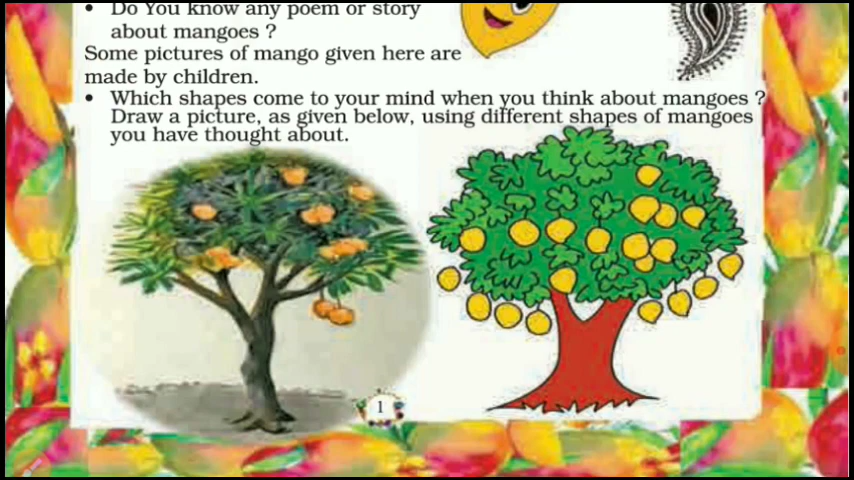 • Do You know any poem or story
about mangoes ?
Some pictures of mango given here are
made by children.
• Which shapes come to your mind when you think about mangoes ?
Draw a picture, as given below, using different shapes of mangoes
you have thought about.
1